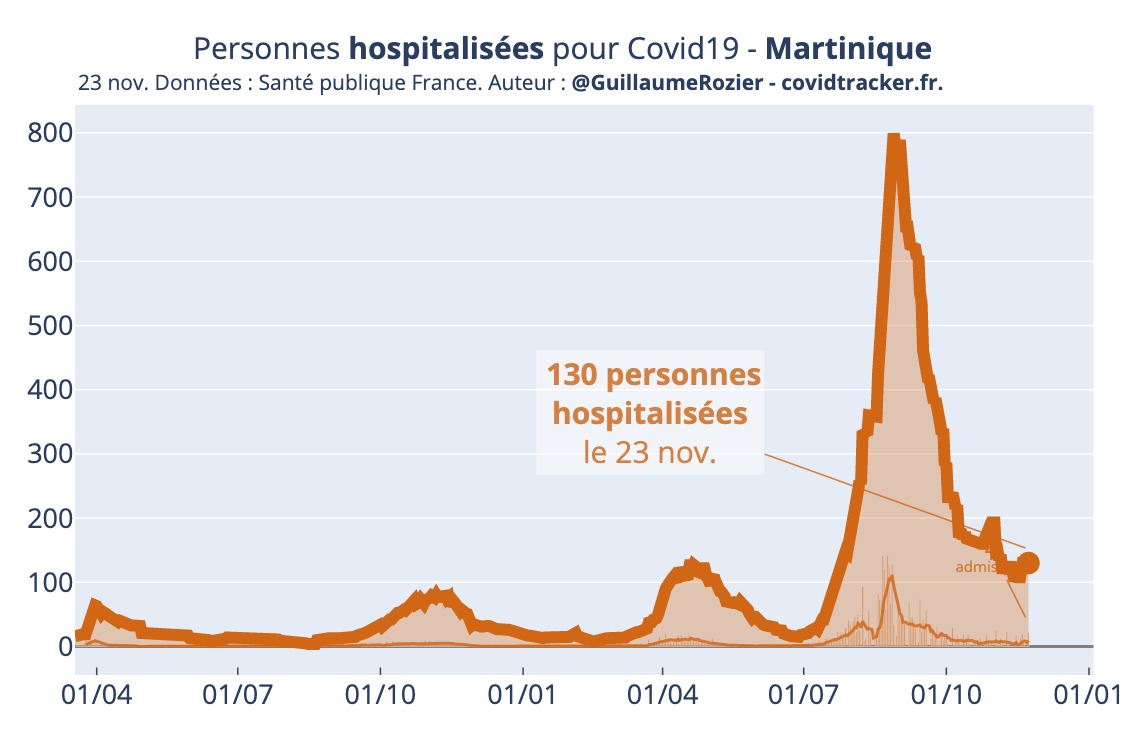 Personnes hospitalisées pour Covid19 - Martinique
23 nov. Données : Santé publique France. Auteur : @GuillaumeRozier - covidtracker.fr.
800
700
600
500
400
300
200
100
0
130 personnes
hospitalisées
le 23 nov.
01/04 01/07 01/10 01/01 01/04 01/07 01/10 01/01